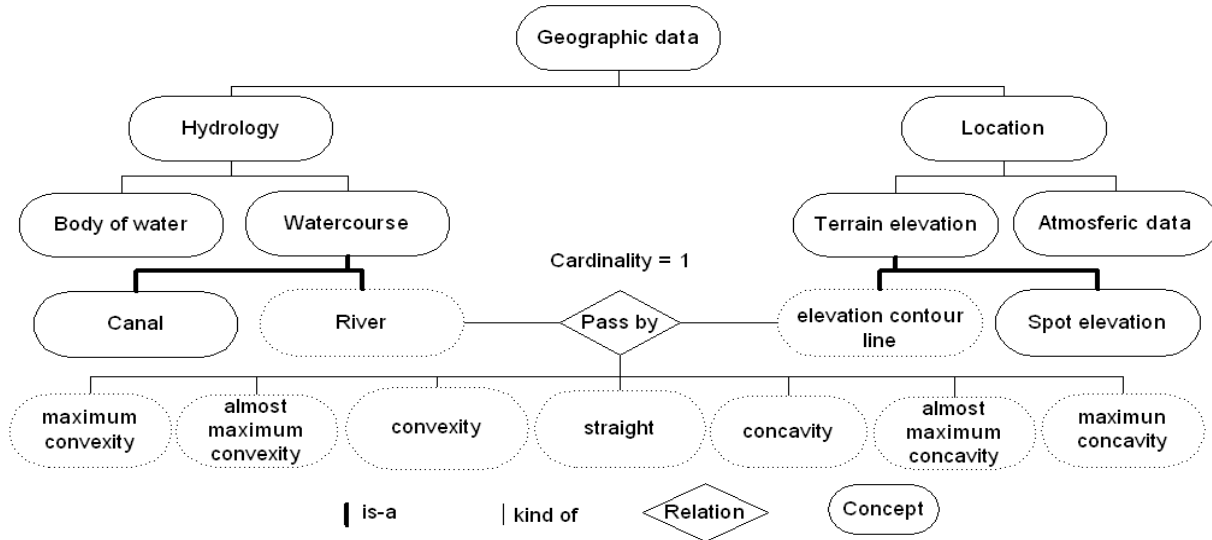 Geographic data
Hydrology
Location
Body of water
Watercourse
Terrain elevation
Atmosferic data
Cardinality = 1
Canal
River
Pass by
elevation contour
line
Spot elevation
maximum
convexity
almost
maximum
convexity
convexity
straight
concavity
almost
maximum
concavity
maximun
concavity
is-a
kind of
Relation
Concept